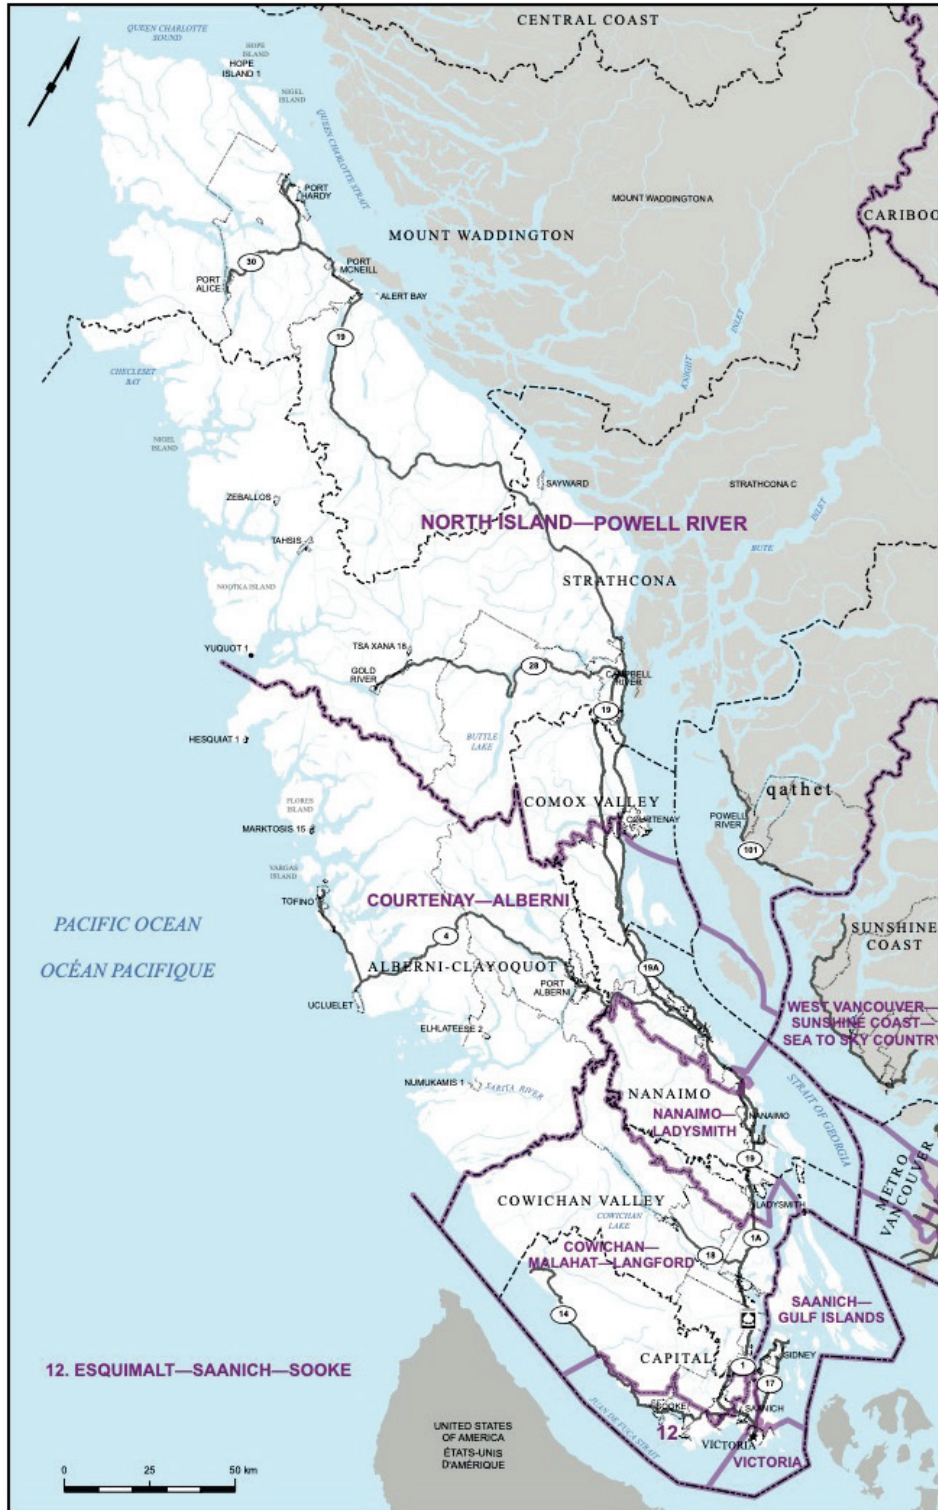 CENTRAL COAST
QUEEN CHARLOTTE
SOUND
HOPE
ISLAND
HOPE
ISLAND 1
NIGEL
ISLAND
QUEEN CHARLOTTE STRAIT
PORT
HARDY
MOUNT WADDINGTON A
CARIBOO
MOUNT WADDINGTON
30
PORT
MCNEILL
PORT
ALICE
ALERT BAY
19
KNIGHT
INLET
CHECLESET
BAY
NIGEL
ISLAND
SAYWARD
STRATHCONA C
ZEBALLOS
NORTH ISLAND—POWELL RIVER
BUTE
INLET
TAHSIS
NOOTKA ISLAND
STRATHCONA
YUQUOT 1
TSA XANA 18
GOLD
RIVER
28
CAMPBELL
RIVER
19
HESQUIAT 1
BUTTLE
LAKE
qathet
FLORES
ISLAND
COMOX VALLEY
COURTENAY
POWELL
RIVER
MARKTOSIS 15
101
VARGAS
ISLAND
TOFINO
COURTENAY—ALBERNI
PACIFIC OCEAN
OCÉAN PACIFIQUE
4
SUNSHINE
COAST
ALBERNI-CLAYOQUOT
19A
PORT
ALBERNI
UCLUELET
WEST VANCOUVER—
SUNSHINE COAST—
SEA TO SKY COUNTRY
ELHLATEESE 2
NUMUKAMIS 1
SARITA RIVER
STRAIT OF GEORGIA
NANAIMO
NANAIMO
NANAIMO—
LADYSMITH
19
METRO
VANCOUVER
COWICHAN VALLEY
LADYSMITH
COWICHAN
LAKE
1A
COWICHAN—
MALAHAT—LANGFORD
18
SAANICH—
GULF ISLANDS
14
SIDNEY
CAPITAL
1
17
12. ESQUIMALT—SAANICH—SOOKE
SOOKE
SAANICH
JUAN DE FUCA STRAIT
12
VICTORIA
VICTORIA
UNITED STATES
OF AMERICA
ÉTATS-UNIS
D'AMÉRIQUE
0 25 50 km